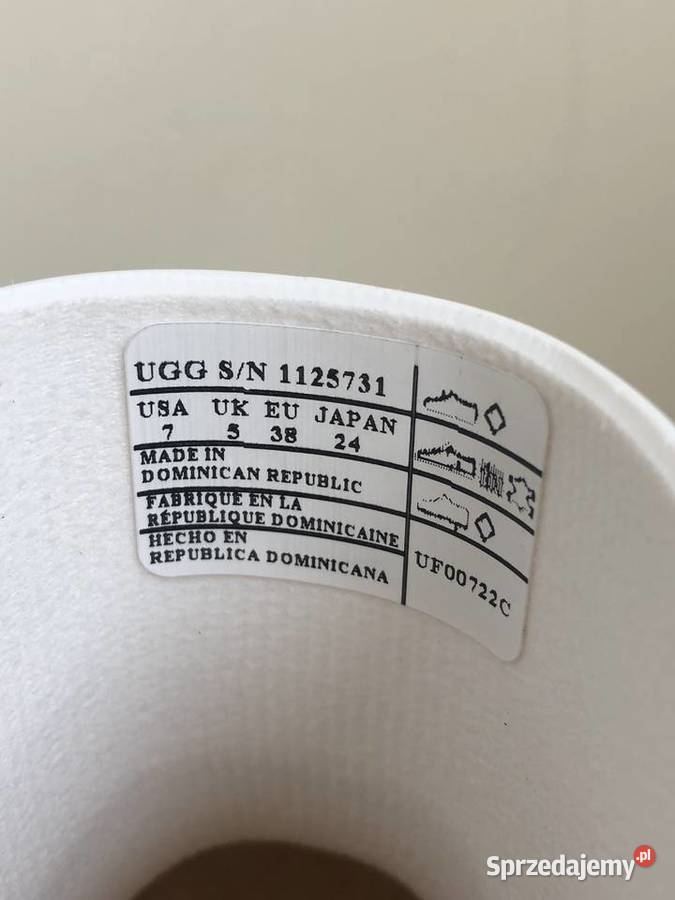 UGG S/N 1125731
USA UK EU JAPAN
7 5 38 24
MADE IN
DOMINICAN REPUBLIC
FABRIQUE EN LA
RÉPUBLIQUE DOMINICAINE
HECHO EN
REPUBLICA DOMINICANA
UF00722C
Sprzedajemy.pl